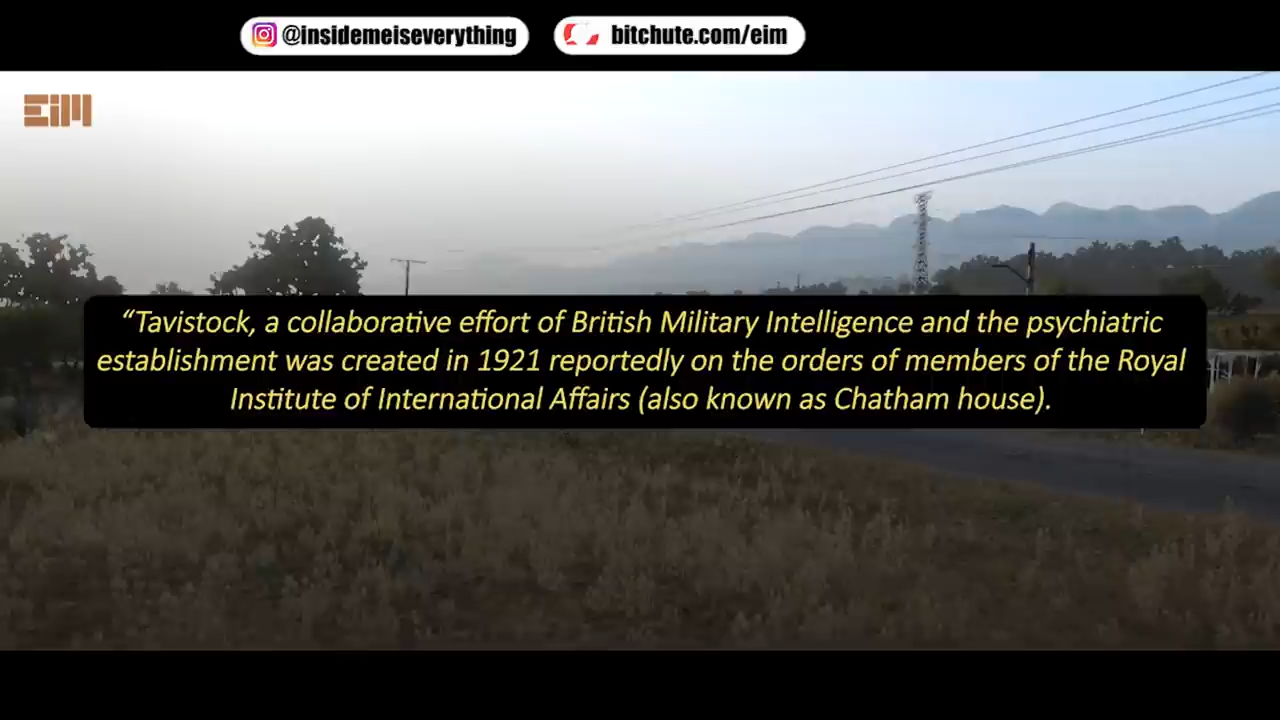 @insidemeiseverything
bitchute.com/eim
EiM
“Tavistock, a collaborative effort of British Military Intelligence and the psychiatric
establishment was created in 1921 reportedly on the orders of members of the Royal
Institute of International Affairs (also known as Chatham house).